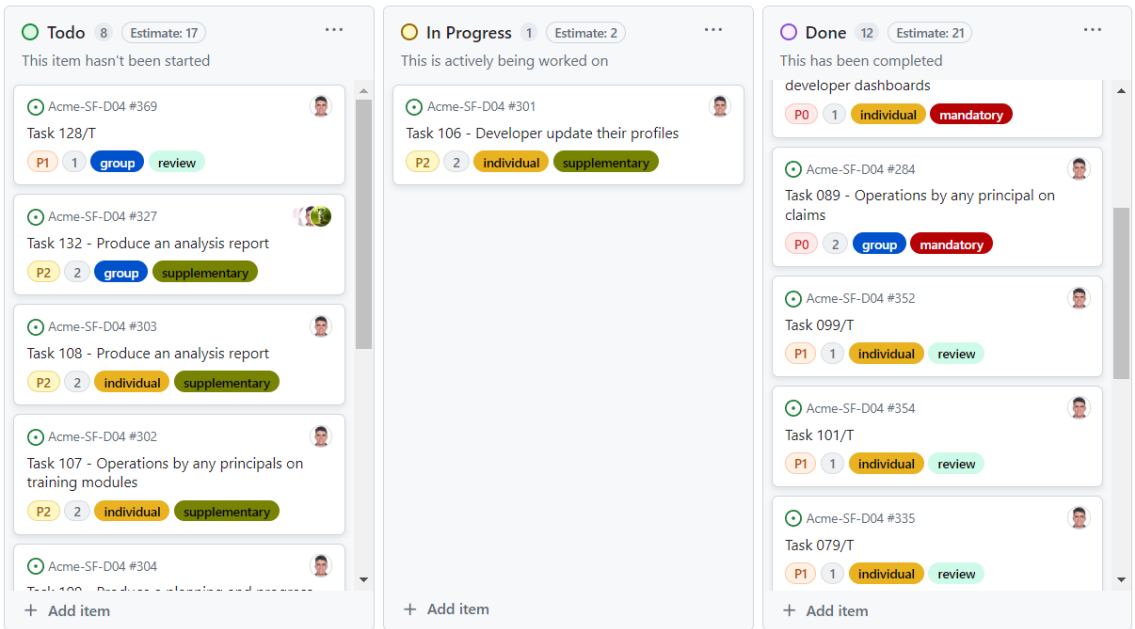 Todo 8 Estimate: 17 ...
This item hasn't been started
Acme-SF-D04 #369
Task 128/T
P1 1 group review
Acme-SF-D04 #327
Task 132 - Produce an analysis report
P2 2 group supplementary
Acme-SF-D04 #303
Task 108 - Produce an analysis report
P2 2 individual supplementary
Acme-SF-D04 #302
Task 107 - Operations by any principals on
training modules
P2 2 individual supplementary
Acme-SF-D04 #304
Produce a planning and progress
+ Add item
In Progress 1 Estimate: 2 ...
This is actively being worked on
Acme-SF-D04 #301
Task 106 - Developer update their profiles
P2 2 individual supplementary
+ Add item
Done 12 Estimate: 21 ...
This has been completed
developer dashboards
P0 1 individual mandatory
Acme-SF-D04 #284
Task 089 - Operations by any principal on
claims
P0 2 group mandatory
Acme-SF-D04 #352
Task 099/T
P1 1 individual review
Acme-SF-D04 #354
Task 101/T
P1 1 individual review
Acme-SF-D04 #335
Task 079/T
P1 1 individual review
+ Add item